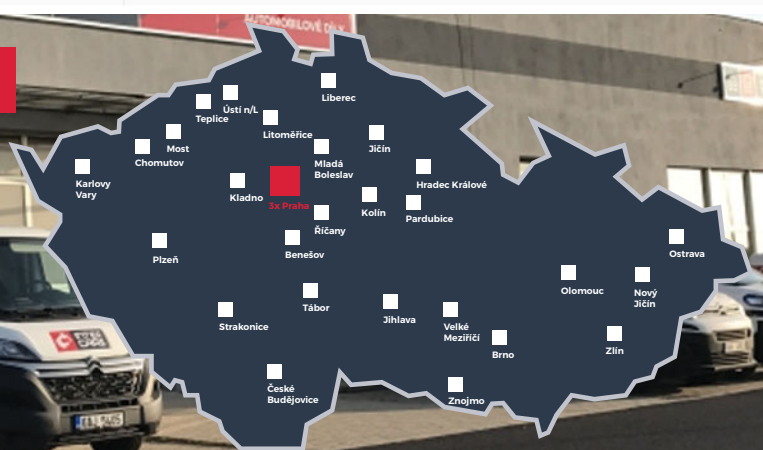 AUTOMOBILOVÉ DÍLY
Liberec
Ústí n/L
Teplice
Litoměřice
Most
Jičín
Chomutov
Mladá
Boleslav
Karlovy
Vary
Hradec Králové
Kladno
3x Praha
Kolín
Pardubice
Říčany
Plzeň
Benešov
Ostrava
Olomouc
Nový
Jičín
Tábor
Jihlava
Strakonice
Velké
Meziříčí
Brno
Zlín
České
Budějovice
Znojmo